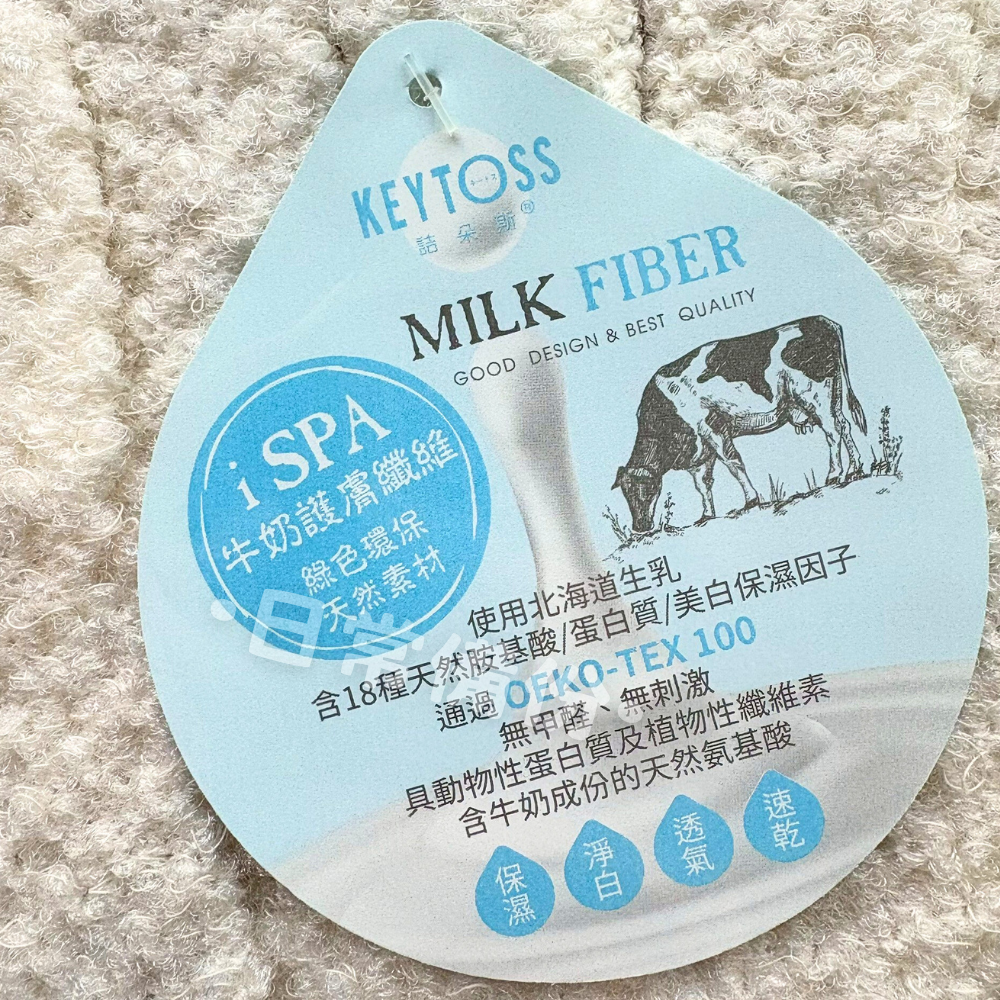 KEYTOSS
キートス
詰朵斯®
MILK FIBER
GOOD DESIGN & BEST QUALITY
i SPA
牛奶護膚纖維
綠色環保
天然素材
使用北海道生乳
含18種天然胺基酸/蛋白質/美白保濕因子
通過 OEKO-TEX 100
無甲醛、無刺激
具動物性蛋白質及植物性纖維素
含牛奶成份的天然氨基酸
保濕
淨白
透氣
速乾